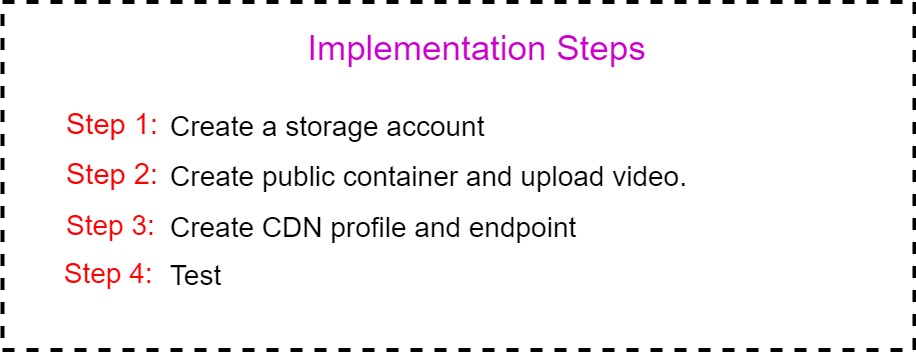 Implementation Steps
Step 1: Create a storage account
Step 2: Create public container and upload video.
Step 3: Create CDN profile and endpoint
Step 4: Test